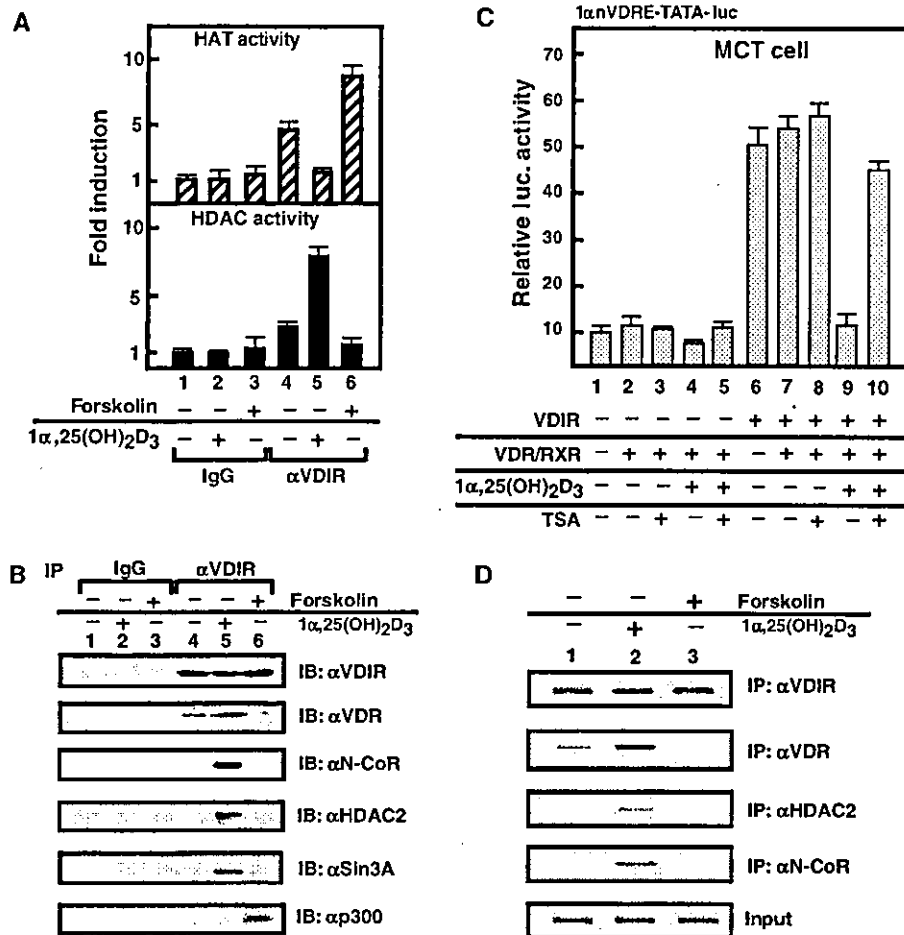 A
HAT activity
10
5
1
HDAC activity
10
5
1
Fold induction
1 2 3 4 5 6
Forskolin – – + – – +
1α,25(OH)₂D₃ – + – – + –
IgG αVDIR
C
1αnVDRE-TATA-luc
MCT cell
70
60
50
40
30
20
10
Relative luc. activity
1 2 3 4 5 6 7 8 9 10
VDIR – – – – – + + + + +
VDR/RXR – + + + + – + + + +
1α,25(OH)₂D₃ – – – + + – – – + +
TSA – – + – + – – + – +
B
IP IgG αVDIR
– – + – – + Forskolin
– + – – + – 1α,25(OH)₂D₃
1 2 3 4 5 6
IB: αVDIR
IB: αVDR
IB: αN-CoR
IB: αHDAC2
IB: αSin3A
IB: αp300
D
– – + Forskolin
– + – 1α,25(OH)₂D₃
1 2 3
IP: αVDIR
IP: αVDR
IP: αHDAC2
IP: αN-CoR
Input